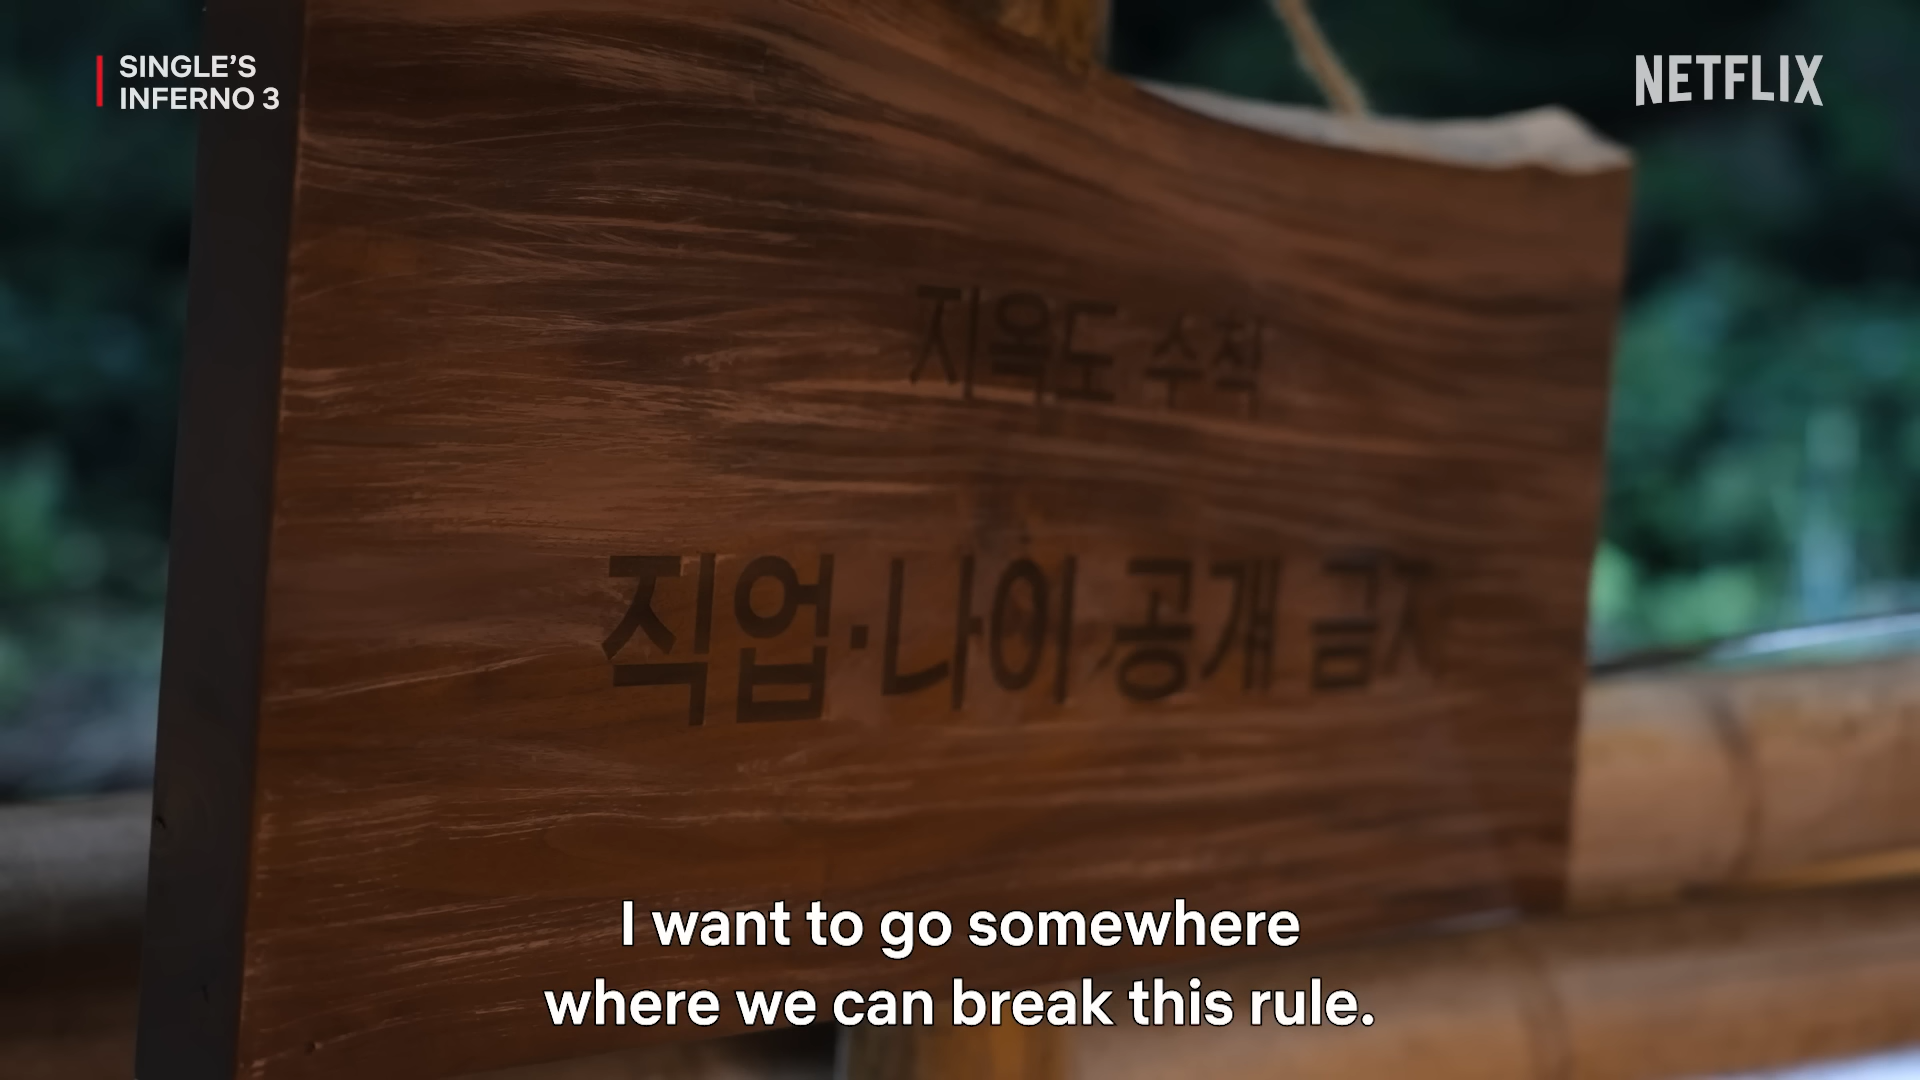 SINGLE'S
INFERNO 3
NETFLIX
지옥도 수칙
직업·나이 공개 금지
I want to go somewhere
where we can break this rule.